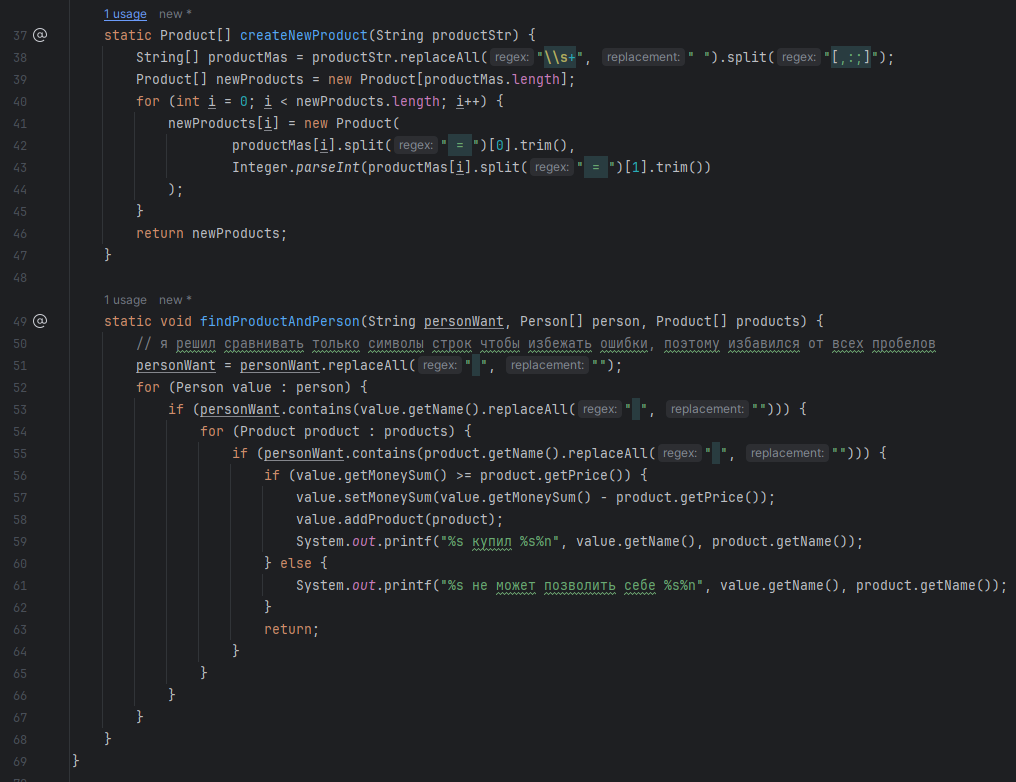 1 usage new *
37 @ static Product[] createNewProduct(String productStr) {
38 String[] productMas = productStr.replaceAll( regex: "\\s+", replacement: " ").split( regex: "[,:;]");
39 Product[] newProducts = new Product[productMas.length];
40 for (int i = 0; i < newProducts.length; i++) {
41 newProducts[i] = new Product(
42 productMas[i].split( regex: " = ")[0].trim(),
43 Integer.parseInt(productMas[i].split( regex: " = ")[1].trim())
44 );
45 }
46 return newProducts;
47 }
48
1 usage new *
49 @ static void findProductAndPerson(String personWant, Person[] person, Product[] products) {
50 // я решил сравнивать только символы строк чтобы избежать ошибки, поэтому избавился от всех пробелов
51 personWant = personWant.replaceAll( regex: " ", replacement: "");
52 for (Person value : person) {
53 if (personWant.contains(value.getName().replaceAll( regex: " ", replacement: ""))) {
54 for (Product product : products) {
55 if (personWant.contains(product.getName().replaceAll( regex: " ", replacement: ""))) {
56 if (value.getMoneySum() >= product.getPrice()) {
57 value.setMoneySum(value.getMoneySum() - product.getPrice());
58 value.addProduct(product);
59 System.out.printf("%s купил %s%n", value.getName(), product.getName());
60 } else {
61 System.out.printf("%s не может позволить себе %s%n", value.getName(), product.getName());
62 }
63 return;
64 }
65 }
66 }
67 }
68 }
69 }